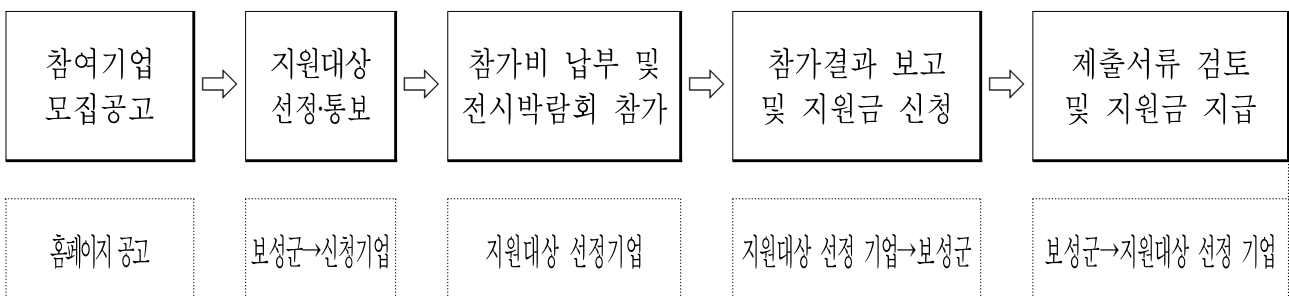 참여기업
모집공고
지원대상
선정·통보
참가비 납부 및
전시박람회 참가
참가결과 보고
및 지원금 신청
제출서류 검토
및 지원금 지급
홈페이지 공고
보성군→신청기업
지원대상 선정기업
지원대상 선정 기업→보성군
보성군→지원대상 선정 기업